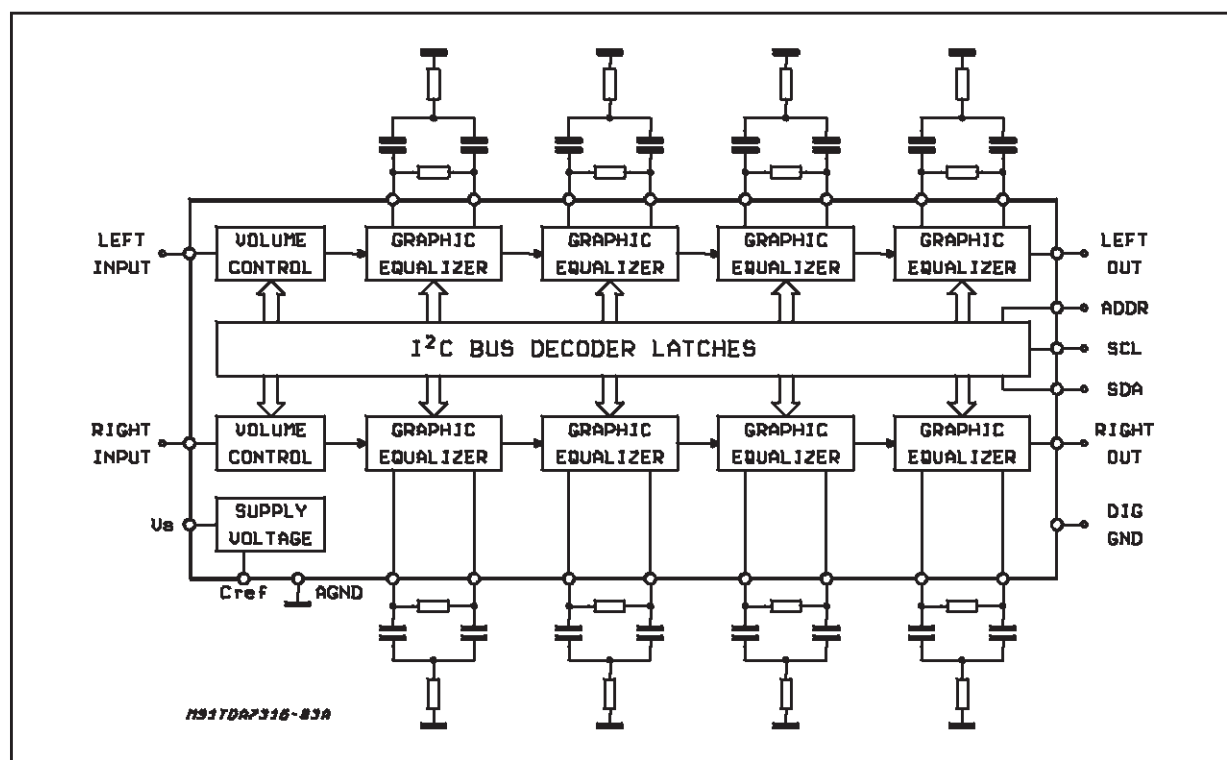 LEFT
INPUT
VOLUME
CONTROL
GRAPHIC
EQUALIZER
GRAPHIC
EQUALIZER
GRAPHIC
EQUALIZER
GRAPHIC
EQUALIZER
LEFT
OUT
ADDR
I²C BUS DECODER LATCHES
SCL
SDA
RIGHT
INPUT
VOLUME
CONTROL
GRAPHIC
EQUALIZER
GRAPHIC
EQUALIZER
GRAPHIC
EQUALIZER
GRAPHIC
EQUALIZER
RIGHT
OUT
Vs
SUPPLY
VOLTAGE
DIG
GND
Cref
AGND
M91TDA7316-03A